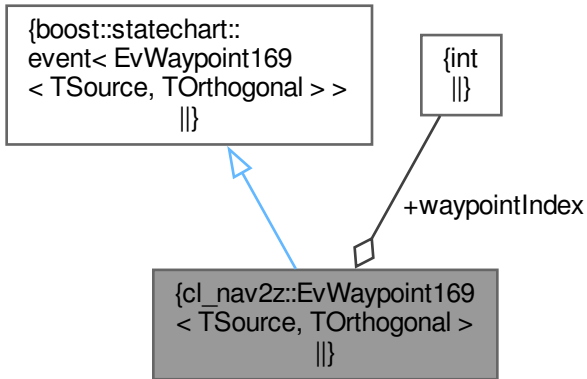 {boost::statechart::
event< EvWaypoint169
< TSource, TOrthogonal > >
||}
{int
||}
+waypointIndex
{cl_nav2z::EvWaypoint169
< TSource, TOrthogonal >
||}